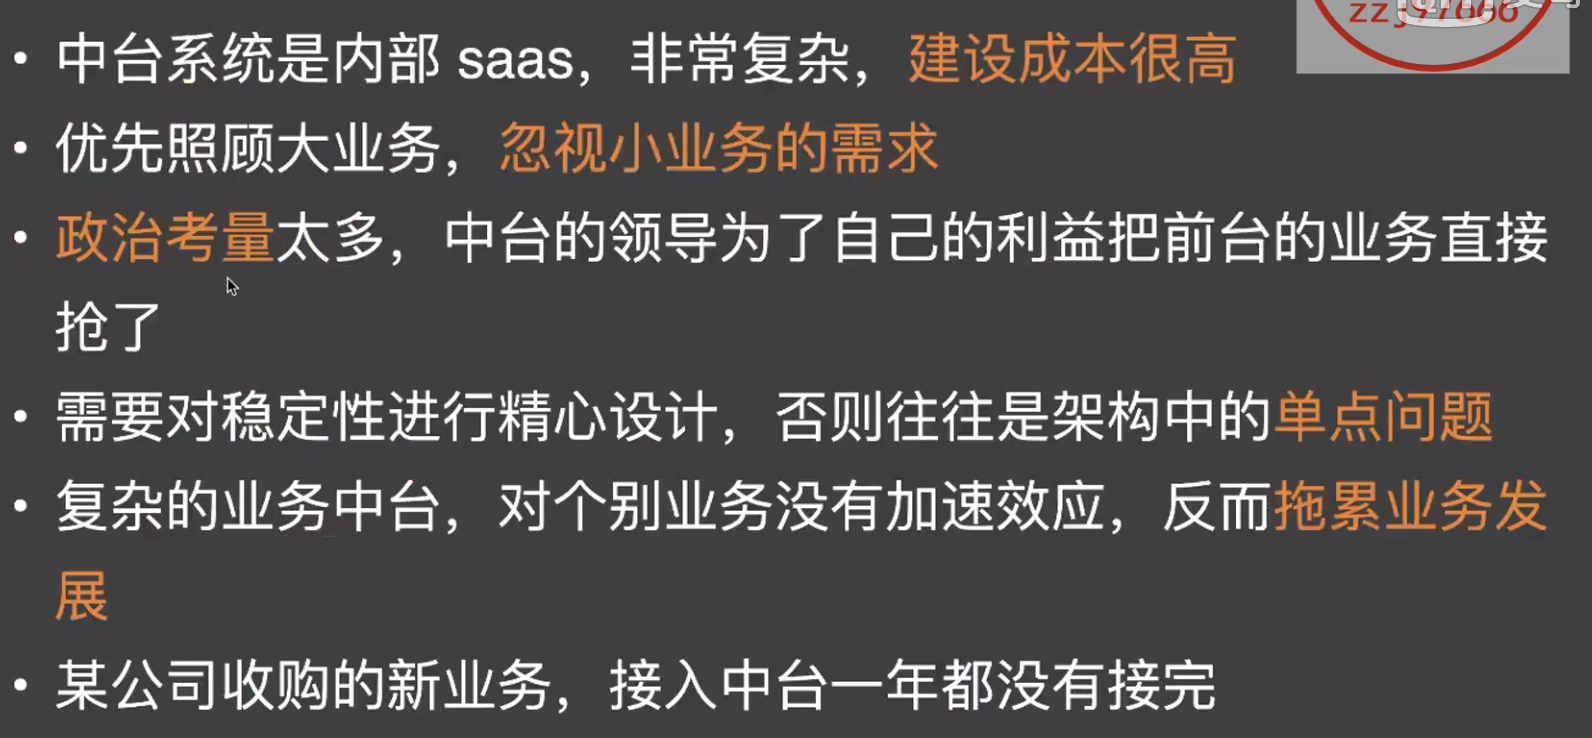 • 中台系统是内部 saas，非常复杂，建设成本很高
• 优先照顾大业务，忽视小业务的需求
• 政治考量太多，中台的领导为了自己的利益把前台的业务直接
抢了
• 需要对稳定性进行精心设计，否则往往是架构中的单点问题
• 复杂的业务中台，对个别业务没有加速效应，反而拖累业务发
展
• 某公司收购的新业务，接入中台一年都没有接完